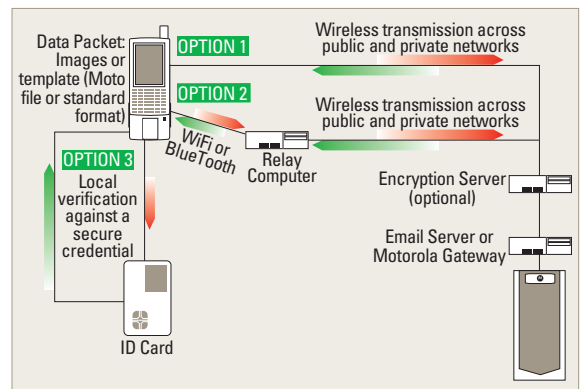 Data Packet:
Images or
template (Moto
file or standard
format)
OPTION 1
Wireless transmission across
public and private networks
OPTION 2
WiFi or
BlueTooth
Relay
Computer
Wireless transmission across
public and private networks
OPTION 3
Local
verification
against a
secure
credential
ID Card
Encryption Server
(optional)
Email Server or
Motorola Gateway